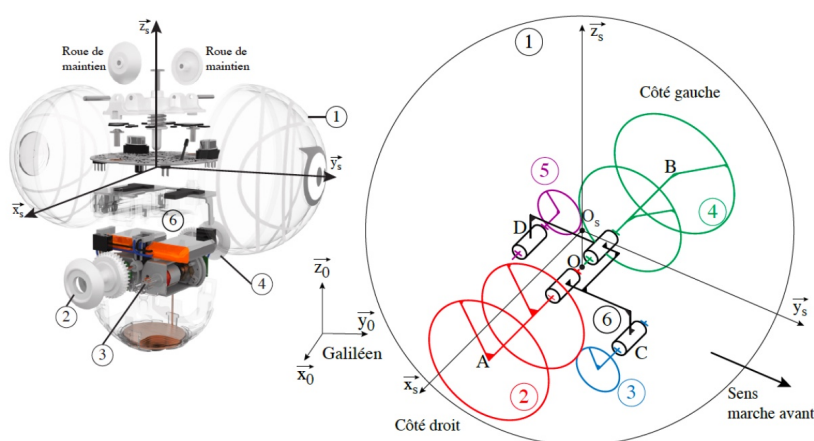 z_s
Roue de
maintien
Roue de
maintien
1
y_s
x_s
6
4
2
3
z_0
y_0
Galiléen
x_0
1
z_s
Côté gauche
B
5
4
D
O_s
O
y_s
6
C
A
x_s
3
2
Sens
marche avant
Côté droit